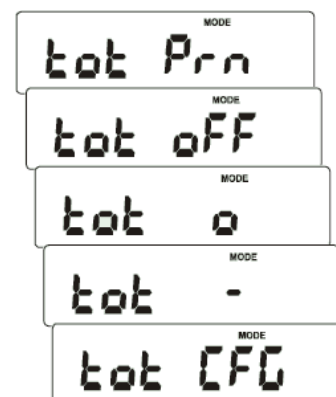 MODE
tot Prn
MODE
tot oFF
MODE
tot o
MODE
tot -
MODE
tot CFG